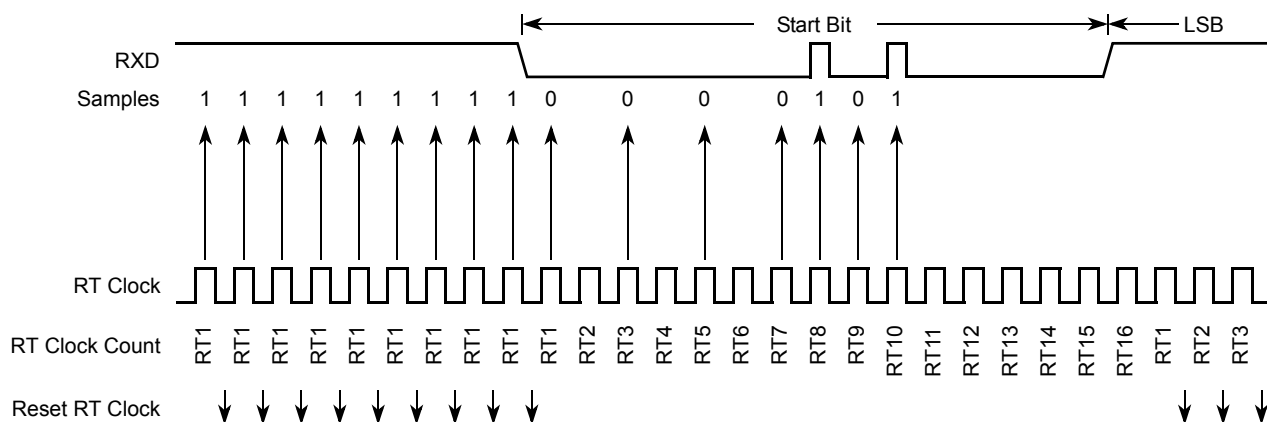 Start Bit LSB
RXD
Samples 1 1 1 1 1 1 1 1 1 0 0 0 0 1 0 1
RT Clock
RT Clock Count RT1 RT1 RT1 RT1 RT1 RT1 RT1 RT1 RT1 RT1 RT2 RT3 RT4 RT5 RT6 RT7 RT8 RT9 RT10 RT11 RT12 RT13 RT14 RT15 RT16 RT1 RT2 RT3
Reset RT Clock